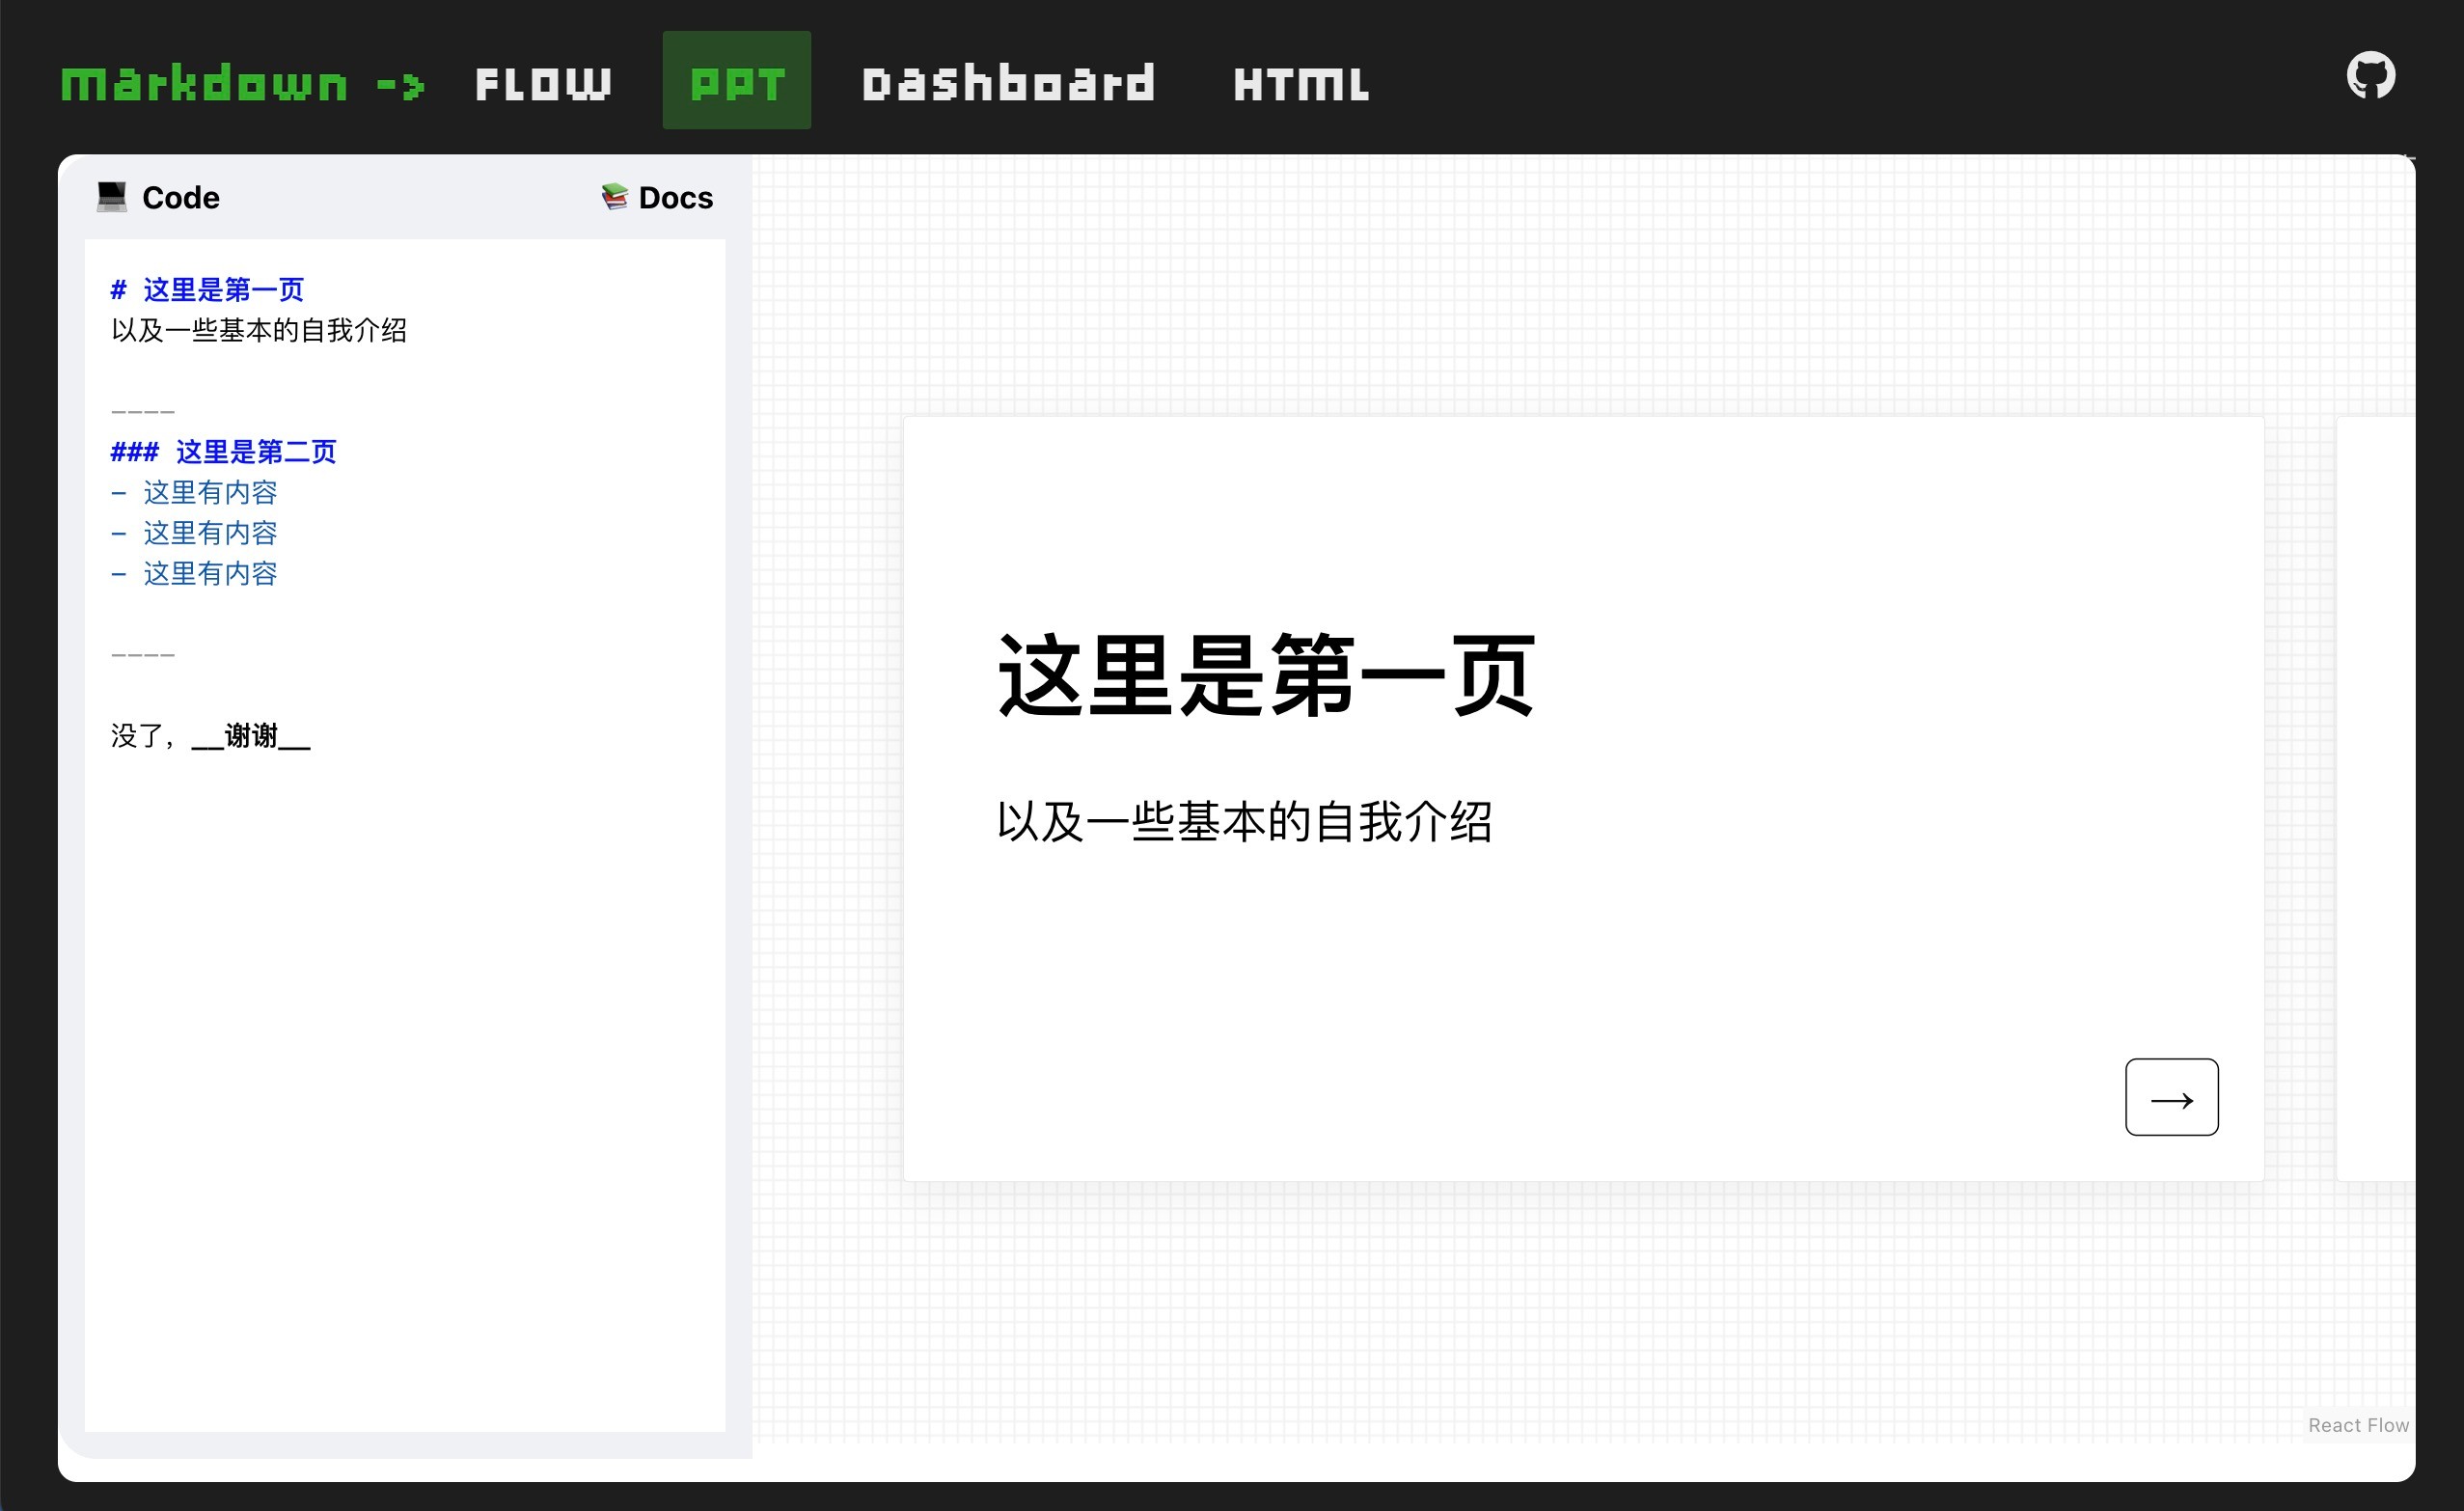 Markdown -> FLOW PPT Dashboard HTML
Code
Docs
# 这里是第一页
以及一些基本的自我介绍
----
### 这里是第二页
- 这里有内容
- 这里有内容
- 这里有内容
----
没了，__谢谢__
这里是第一页
以及一些基本的自我介绍
→
React Flow